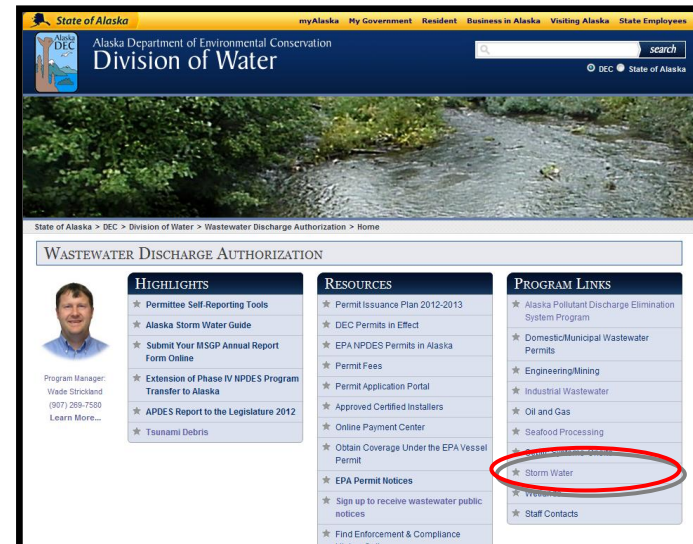 State of Alaska
myAlaska My Government Resident Business in Alaska Visiting Alaska State Employees
Alaska
DEC
Alaska Department of Environmental Conservation
Division of Water
search
DEC State of Alaska
State of Alaska > DEC > Division of Water > Wastewater Discharge Authorization > Home
WASTEWATER DISCHARGE AUTHORIZATION
Program Manager:
Wade Strickland
(907) 269-7580
Learn More...
HIGHLIGHTS
Permittee Self-Reporting Tools
Alaska Storm Water Guide
Submit Your MSGP Annual Report
Form Online
Extension of Phase IV NPDES Program
Transfer to Alaska
APDES Report to the Legislature 2012
Tsunami Debris
RESOURCES
Permit Issuance Plan 2012-2013
DEC Permits in Effect
EPA NPDES Permits in Alaska
Permit Fees
Permit Application Portal
Approved Certified Installers
Online Payment Center
Obtain Coverage Under the EPA Vessel
Permit
EPA Permit Notices
Sign up to receive wastewater public
notices
Find Enforcement & Compliance
PROGRAM LINKS
Alaska Pollutant Discharge Elimination
System Program
Domestic/Municipal Wastewater
Permits
Engineering/Mining
Industrial Wastewater
Oil and Gas
Seafood Processing
Storm Water
Staff Contacts